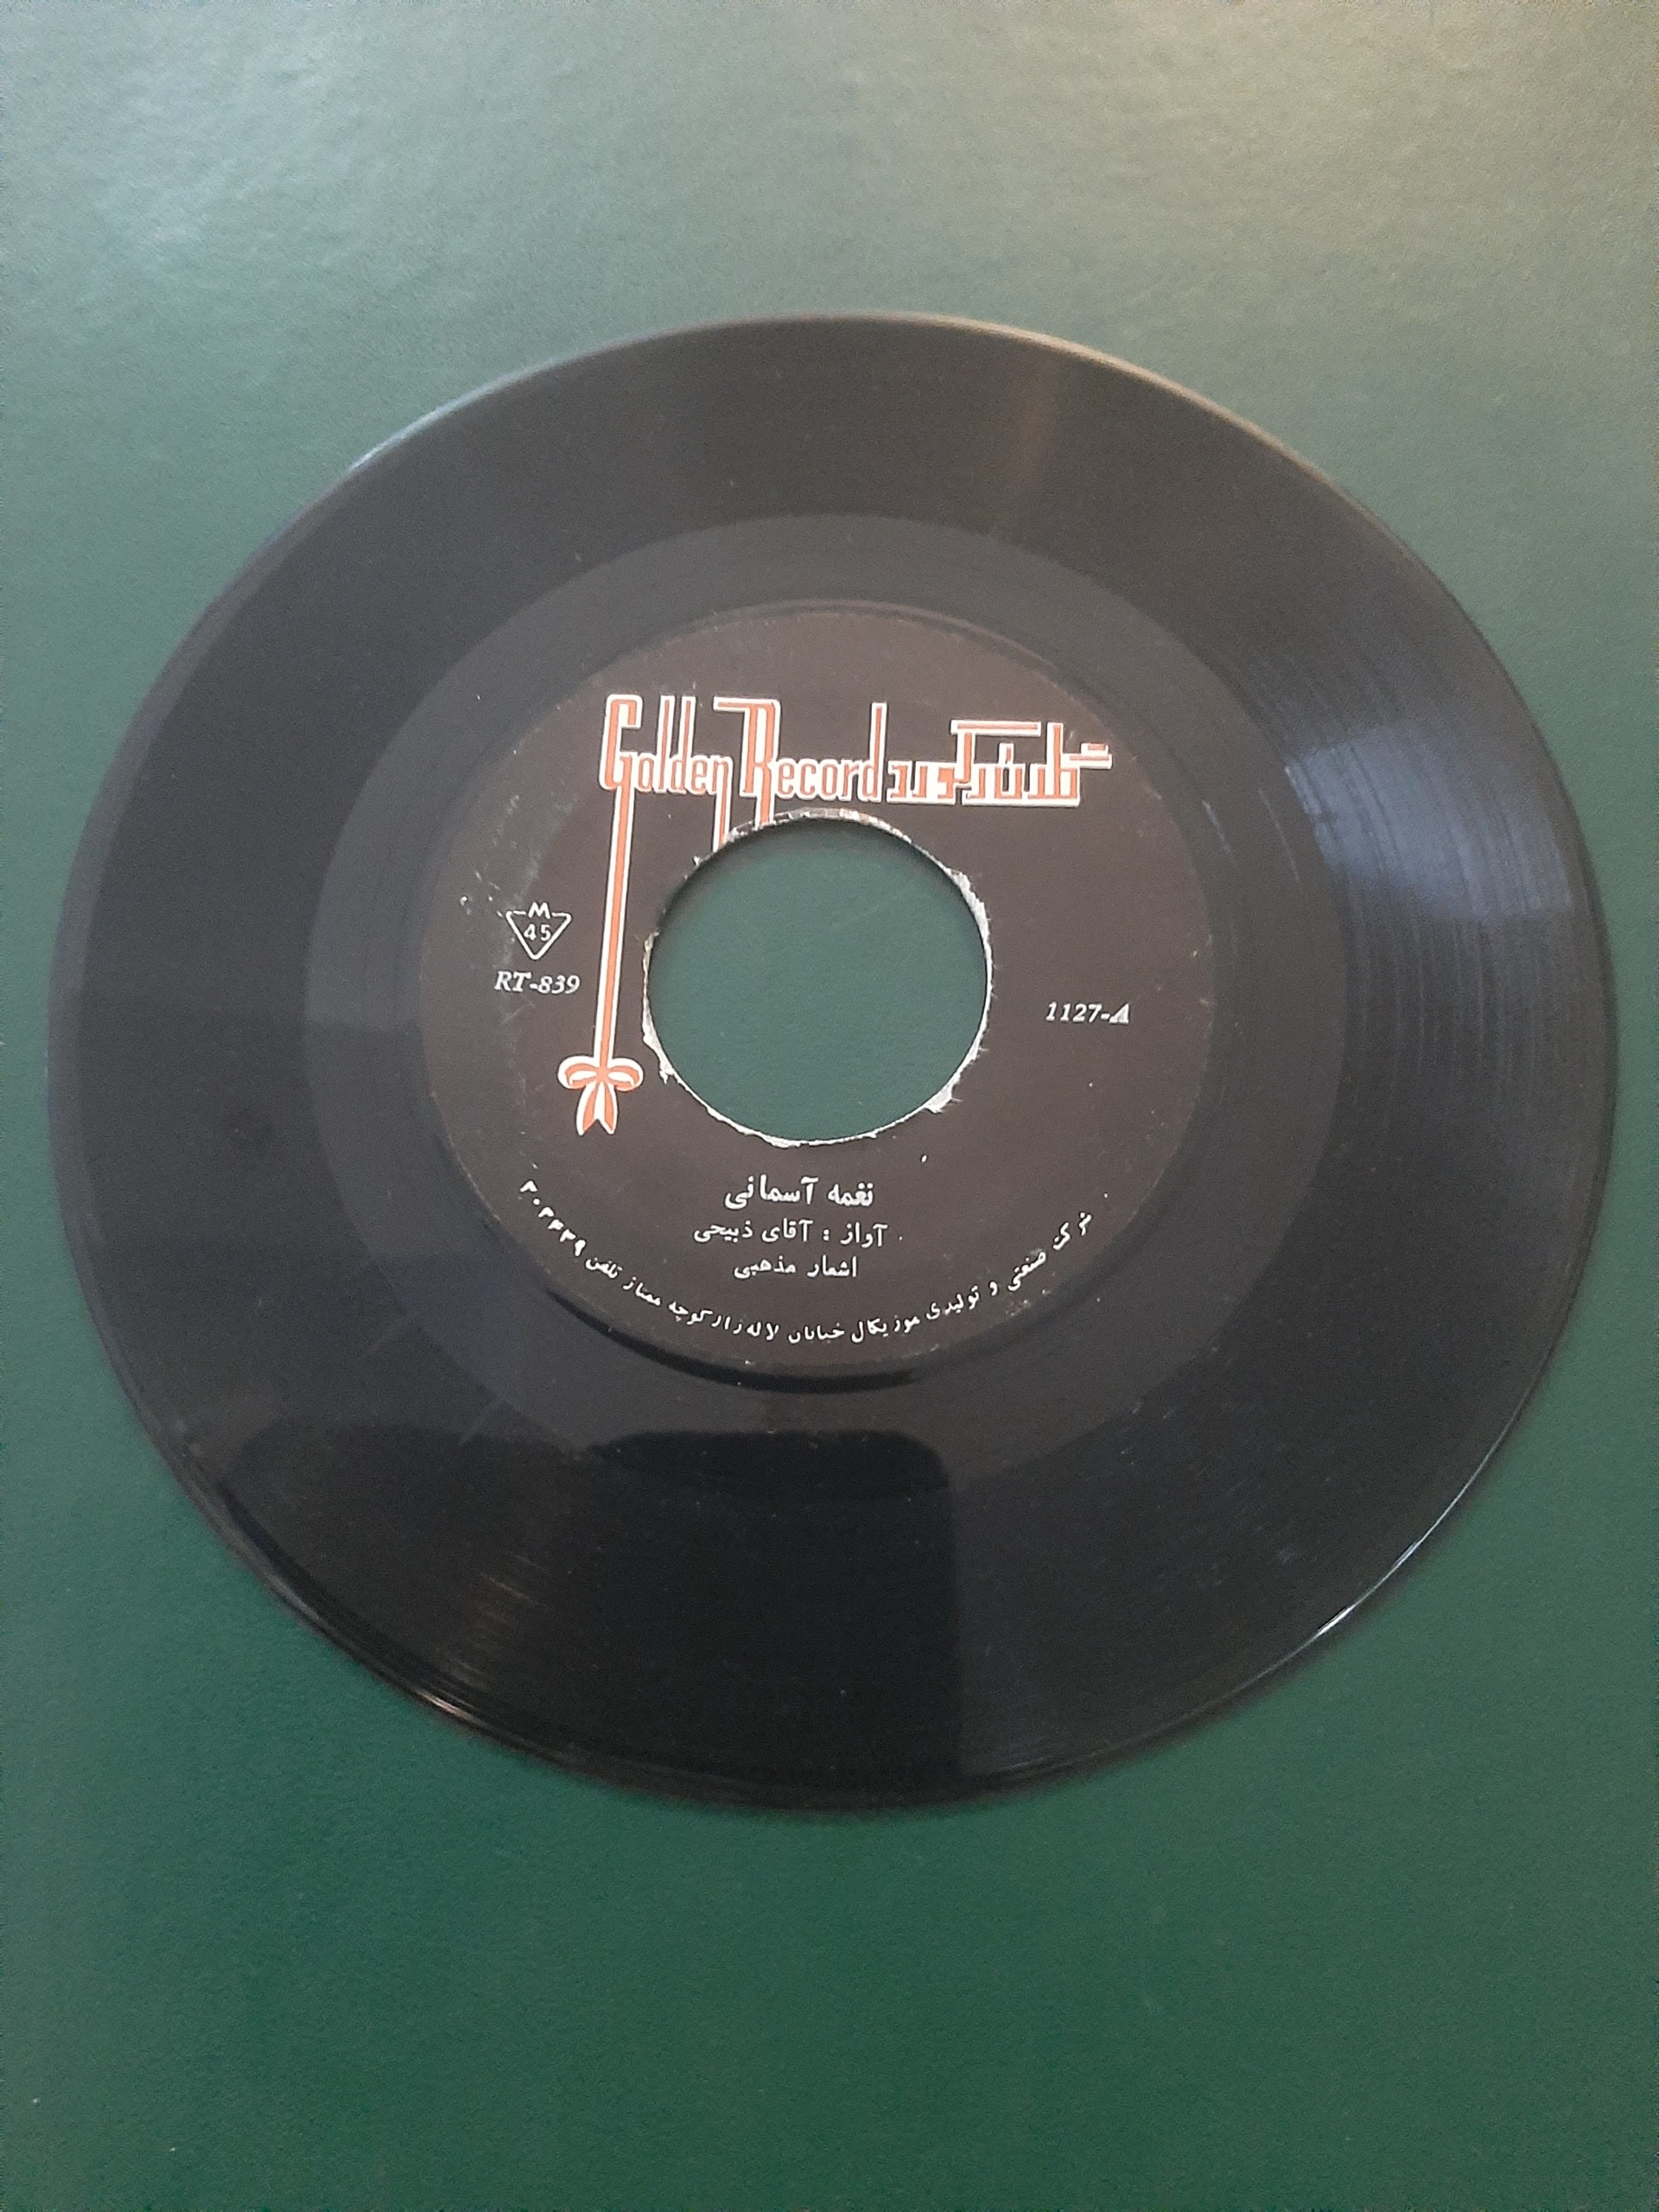 Golden Record گلدن رکورد
M
45
RT-839
1127-A
نغمه آسمانی
آواز : آقای ذبیحی
اشعار مذهبی
شرکت صنعتی و تولیدی موزیکال خیابان لاله زار کوچه ممتاز تلفن